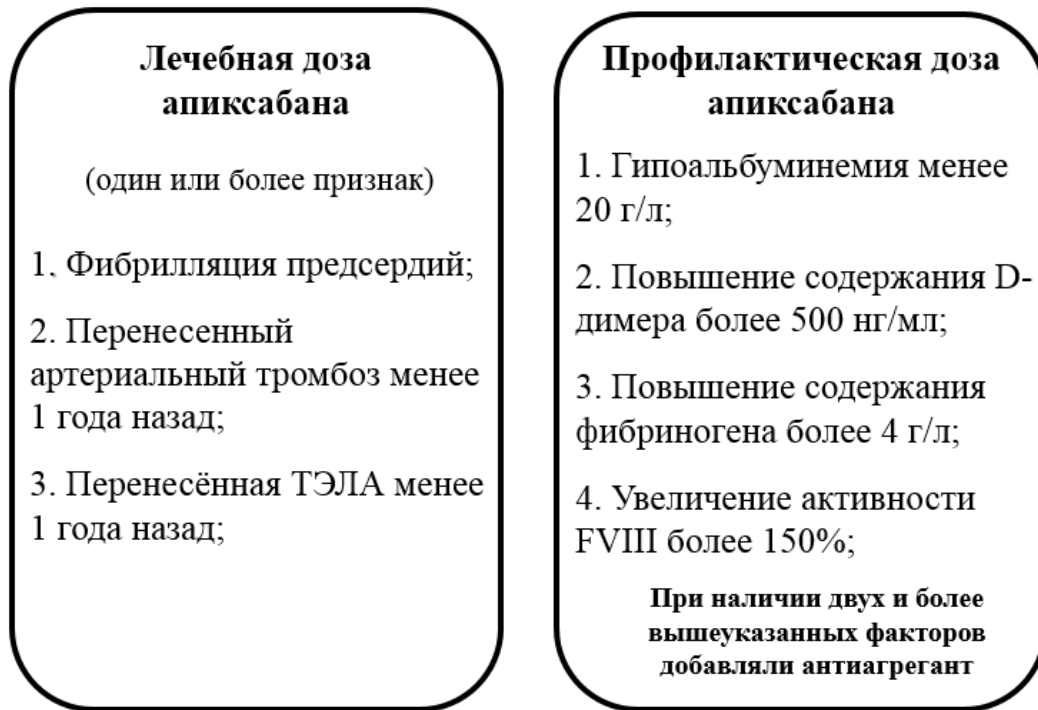 Лечебная доза
апиксабана
(один или более признак)
1. Фибрилляция предсердий;
2. Перенесенный
артериальный тромбоз менее
1 года назад;
3. Перенесённая ТЭЛА менее
1 года назад;
Профилактическая доза
апиксабана
1. Гипоальбуминемия менее
20 г/л;
2. Повышение содержания D-
димера более 500 нг/мл;
3. Повышение содержания
фибриногена более 4 г/л;
4. Увеличение активности
FVIII более 150%;
При наличии двух и более
вышеуказанных факторов
добавляли антиагрегант